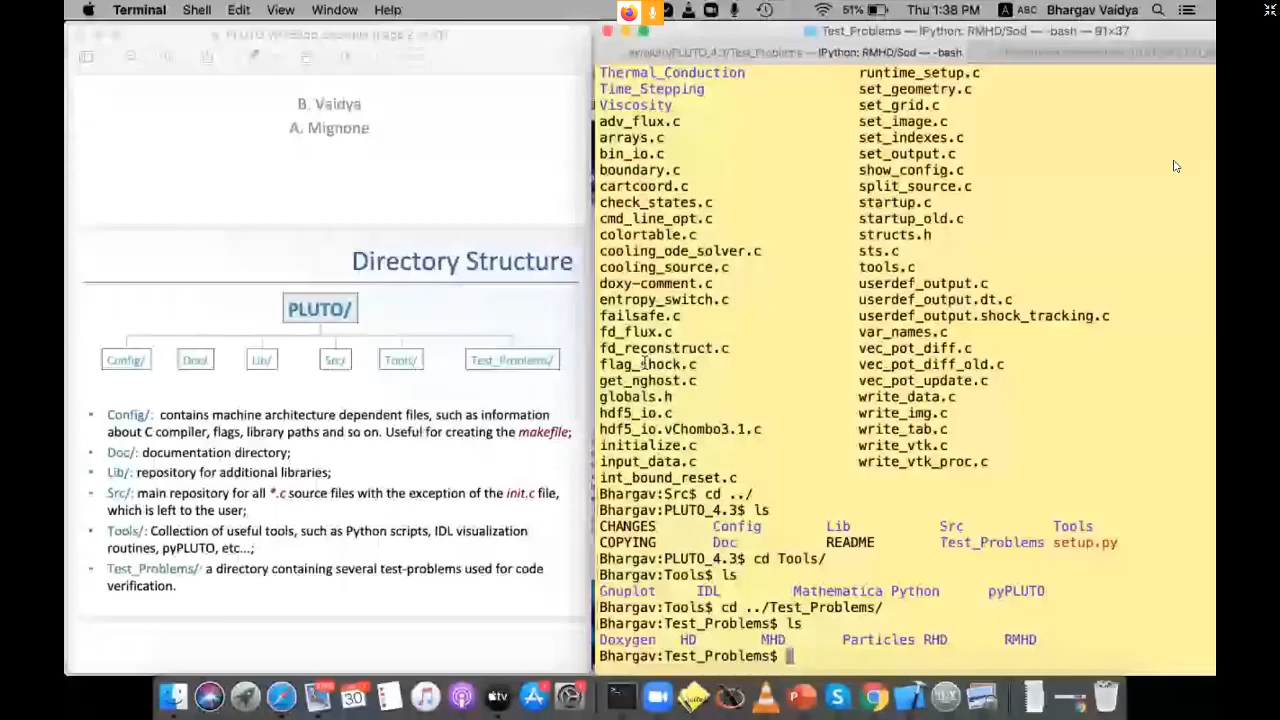 Terminal Shell Edit View Window Help
51% Thu 1:38 PM A ABC Bhargav Vaidya
Test_Problems — IPython: RMHD/Sod — -bash — 91×37
IPython: RMHD/Sod — -bash
B. Vaidya
A. Mignone
Directory Structure
PLUTO/
Config/ Doc/ Lib/ Src/ Tools/ Test_Problems/
• Config/: contains machine architecture dependent files, such as information
about C compiler, flags, library paths and so on. Useful for creating the makefile;
• Doc/: documentation directory;
• Lib/: repository for additional libraries;
• Src/: main repository for all *.c source files with the exception of the init.c file,
which is left to the user;
• Tools/: Collection of useful tools, such as Python scripts, IDL visualization
routines, pyPLUTO, etc...;
• Test_Problems/: a directory containing several test-problems used for code
verification.
Thermal_Conduction runtime_setup.c
Time_Stepping set_geometry.c
Viscosity set_grid.c
adv_flux.c set_image.c
arrays.c set_indexes.c
bin_io.c set_output.c
boundary.c show_config.c
cartcoord.c split_source.c
check_states.c startup.c
cmd_line_opt.c startup_old.c
colortable.c structs.h
cooling_ode_solver.c sts.c
cooling_source.c tools.c
doxy-comment.c userdef_output.c
entropy_switch.c userdef_output.dt.c
failsafe.c userdef_output.shock_tracking.c
fd_flux.c var_names.c
fd_reconstruct.c vec_pot_diff.c
flag_shock.c vec_pot_diff_old.c
get_nghost.c vec_pot_update.c
globals.h write_data.c
hdf5_io.c write_img.c
hdf5_io.vChombo3.1.c write_tab.c
initialize.c write_vtk.c
input_data.c write_vtk_proc.c
int_bound_reset.c
Bhargav:Src$ cd ../
Bhargav:PLUTO_4.3$ ls
CHANGES Config Lib Src Tools
COPYING Doc README Test_Problems setup.py
Bhargav:PLUTO_4.3$ cd Tools/
Bhargav:Tools$ ls
Gnuplot IDL Mathematica Python pyPLUTO
Bhargav:Tools$ cd ../Test_Problems/
Bhargav:Test_Problems$ ls
Doxygen HD MHD Particles RHD RMHD
Bhargav:Test_Problems$
30
tv